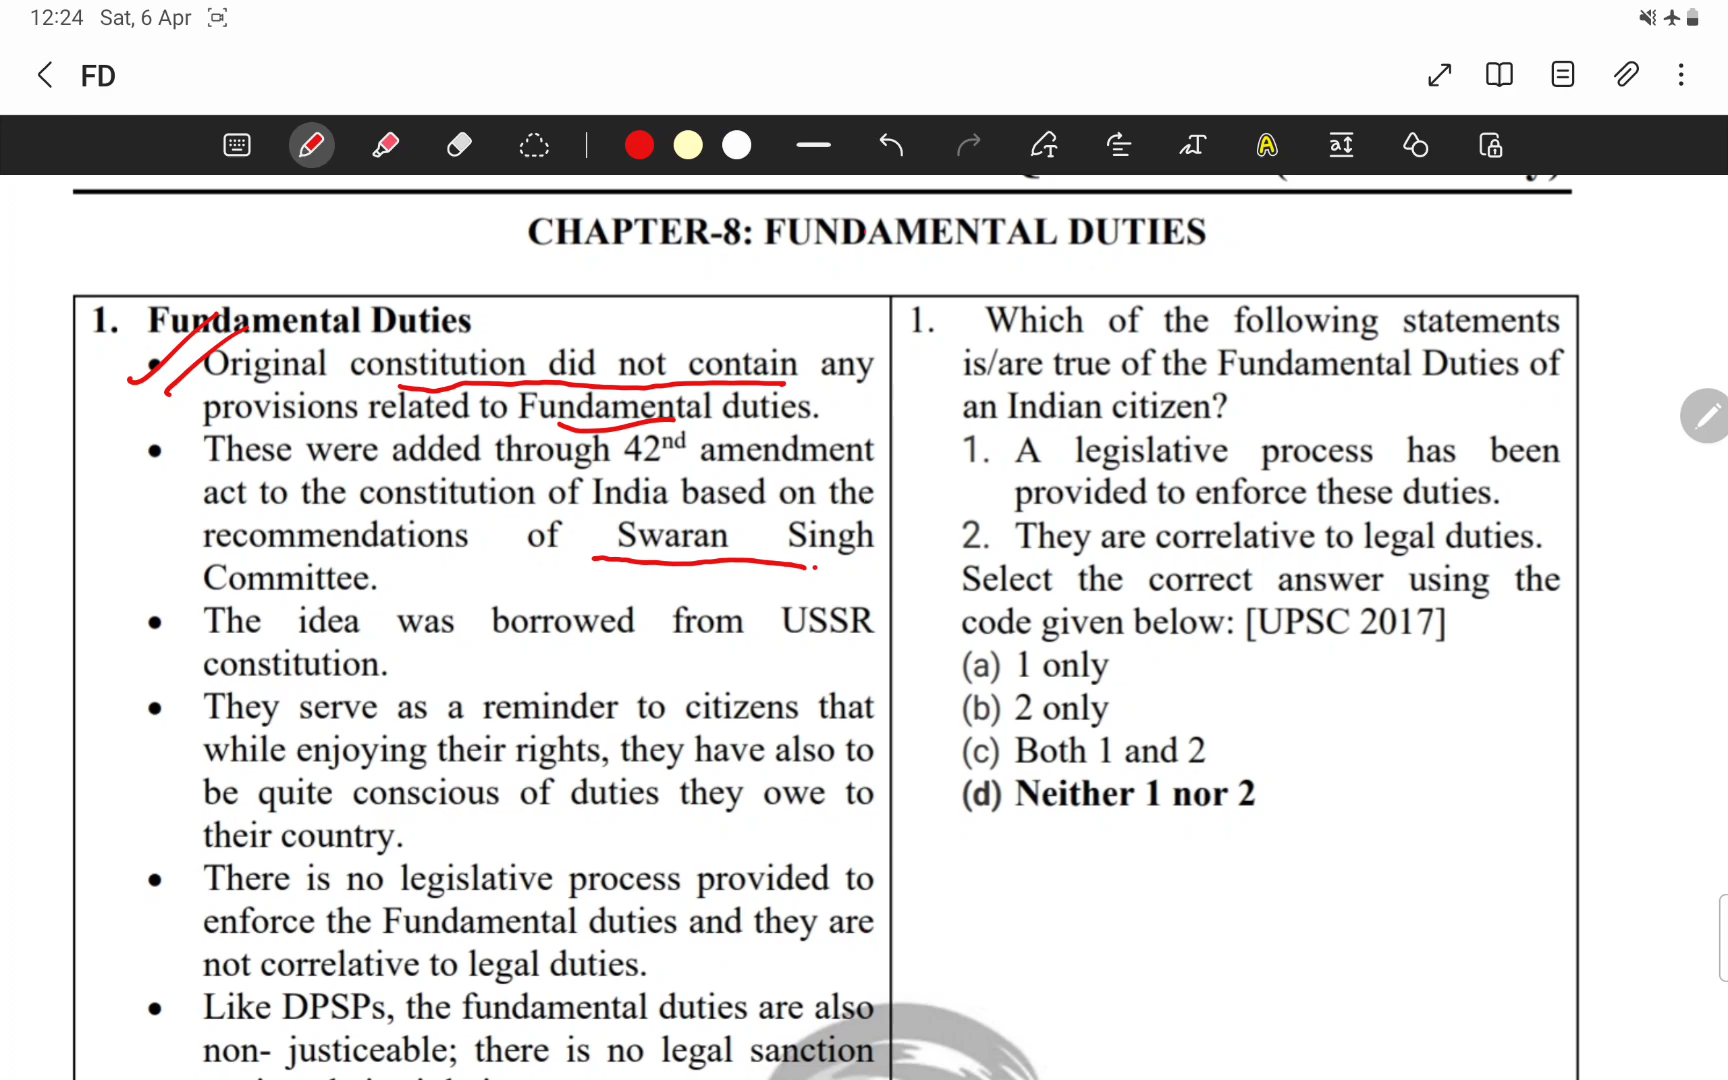 12:24 Sat, 6 Apr
FD
CHAPTER-8: FUNDAMENTAL DUTIES
1. Fundamental Duties
• Original constitution did not contain any
provisions related to Fundamental duties.
• These were added through 42nd amendment
act to the constitution of India based on the
recommendations of Swaran Singh
Committee.
• The idea was borrowed from USSR
constitution.
• They serve as a reminder to citizens that
while enjoying their rights, they have also to
be quite conscious of duties they owe to
their country.
• There is no legislative process provided to
enforce the Fundamental duties and they are
not correlative to legal duties.
• Like DPSPs, the fundamental duties are also
non- justiceable; there is no legal sanction
1. Which of the following statements
is/are true of the Fundamental Duties of
an Indian citizen?
1. A legislative process has been
provided to enforce these duties.
2. They are correlative to legal duties.
Select the correct answer using the
code given below: [UPSC 2017]
(a) 1 only
(b) 2 only
(c) Both 1 and 2
(d) Neither 1 nor 2